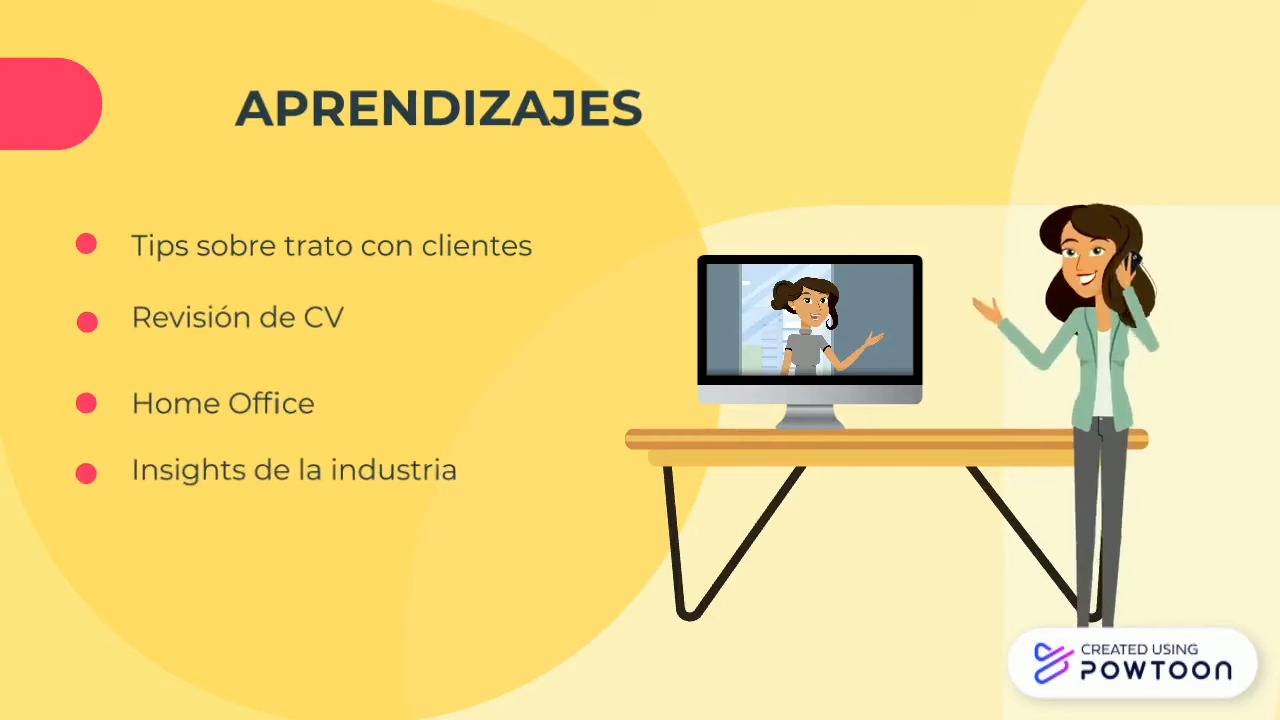 APRENDIZAJES
Tips sobre trato con clientes
Revisión de CV
Home Office
Insights de la industria
CREATED USING
POWTOON